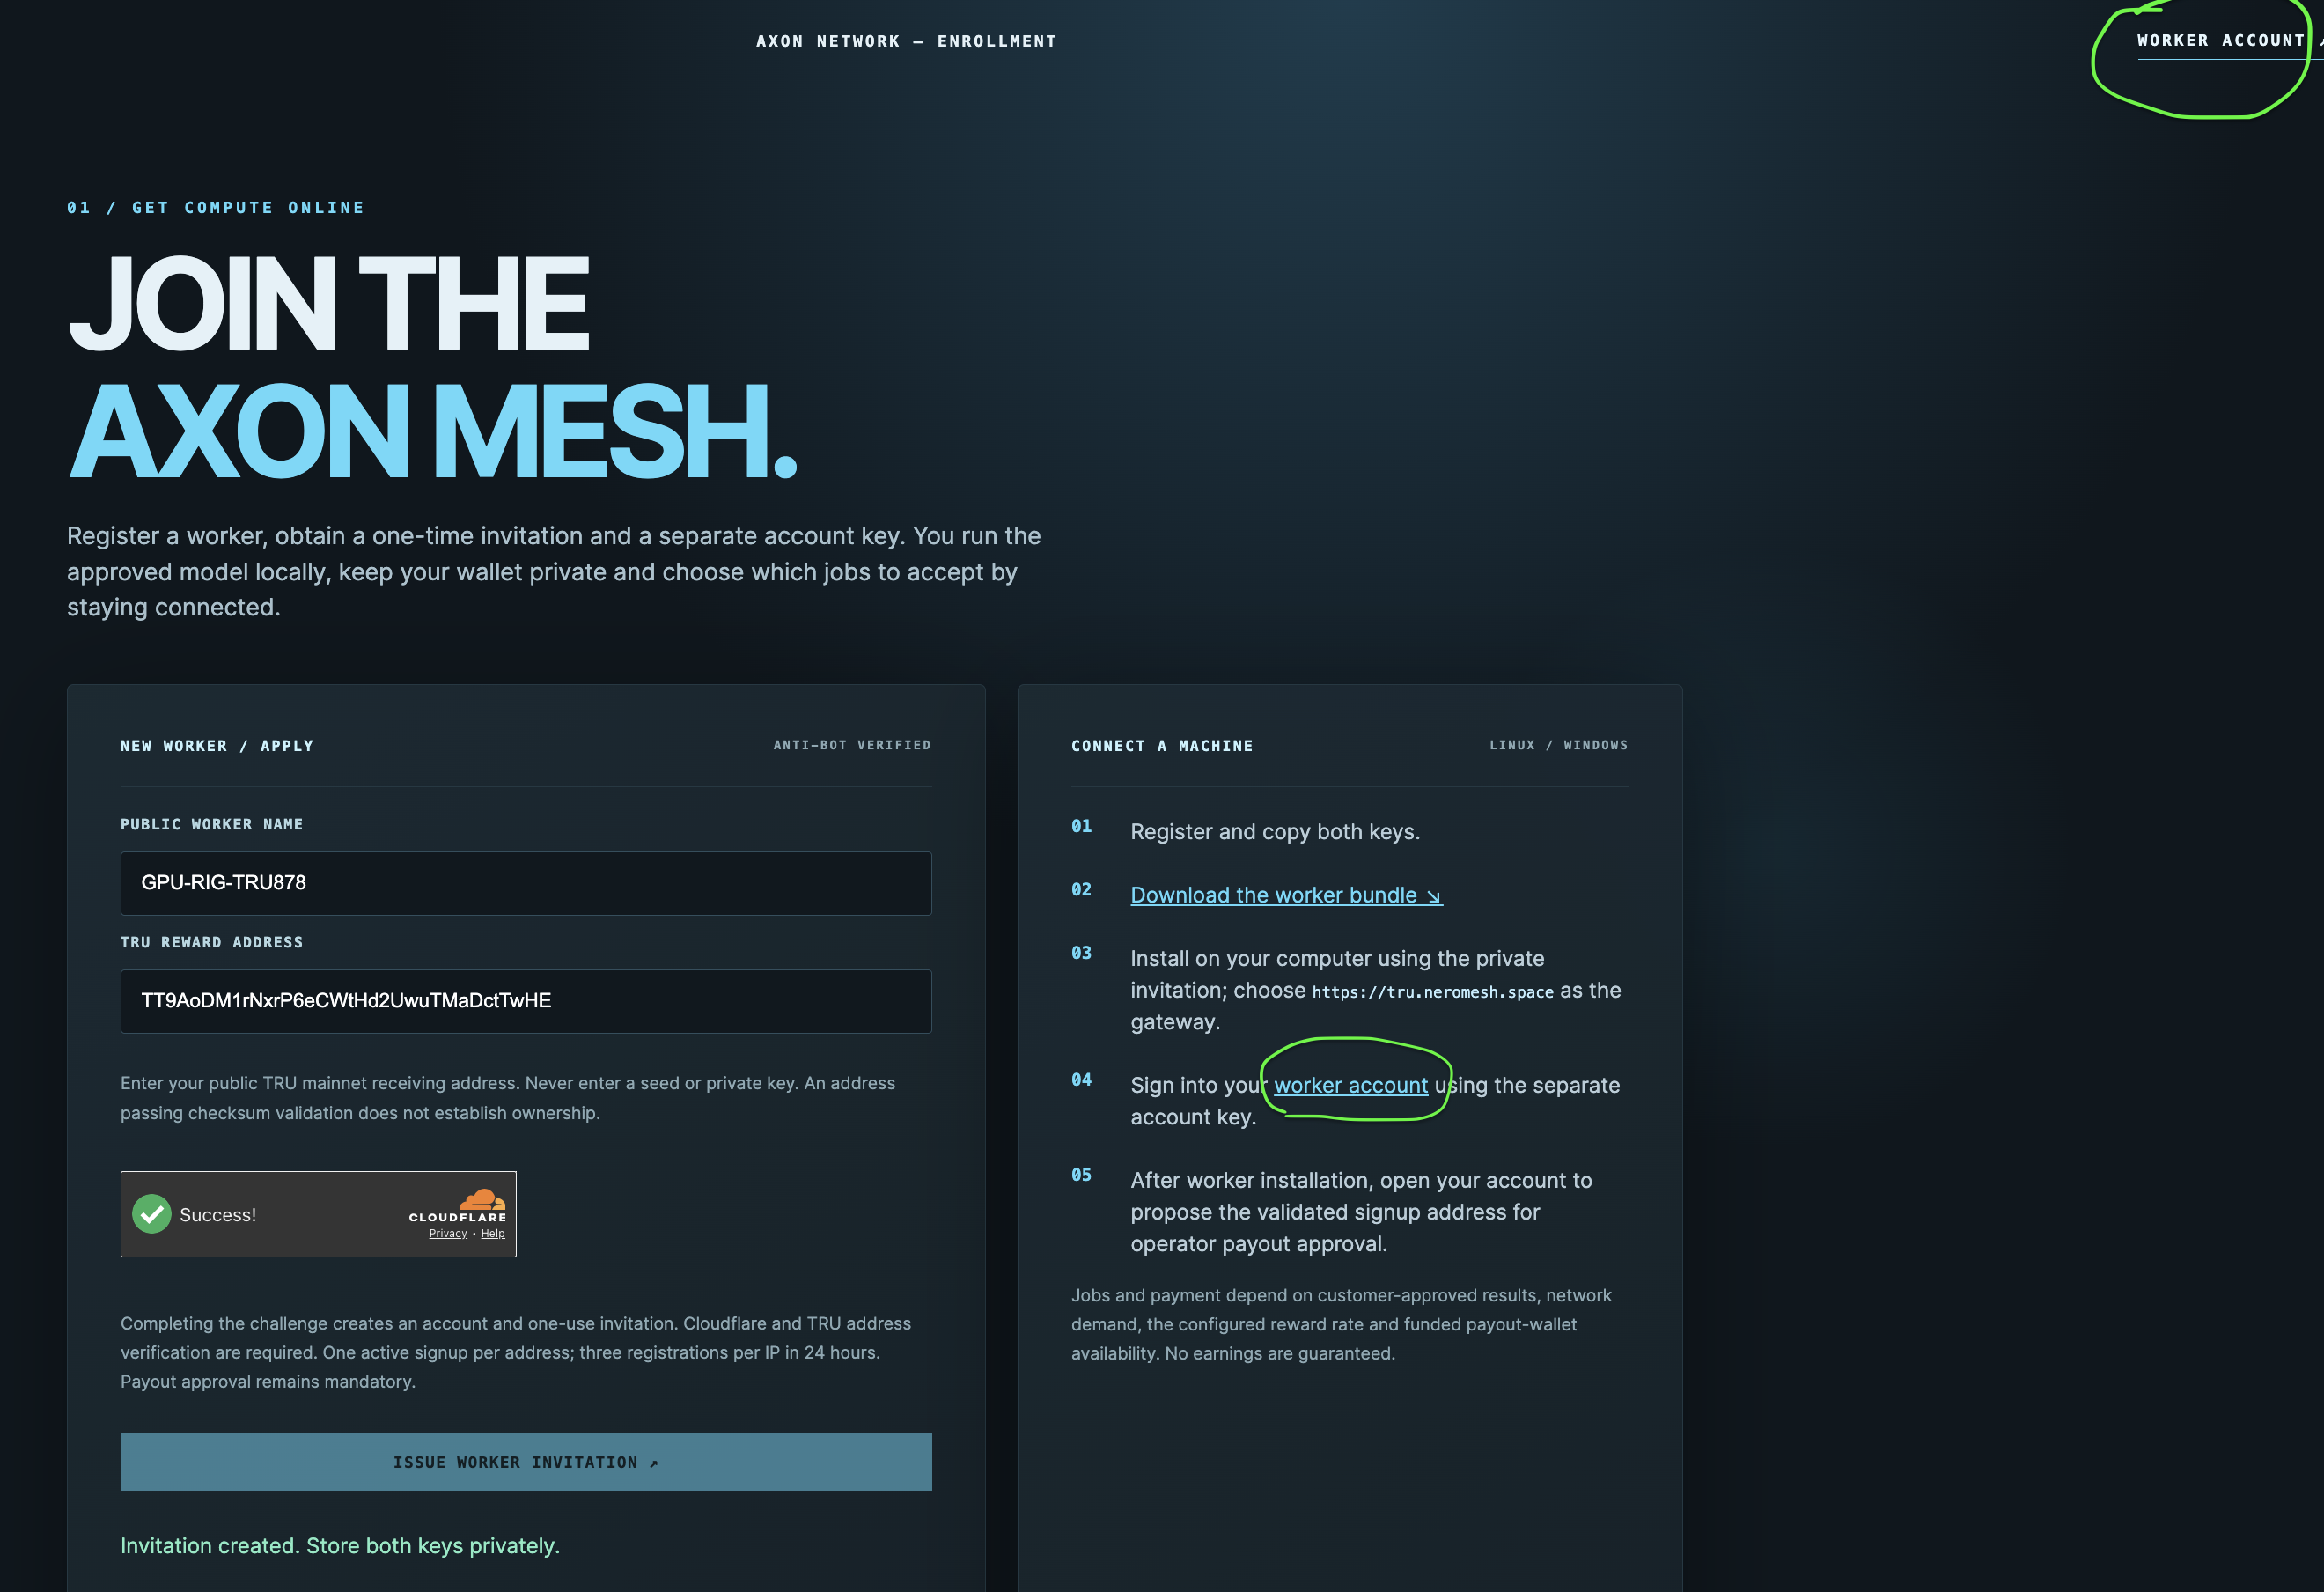 AXON NETWORK — ENROLLMENT
WORKER ACCOUNT
01 / GET COMPUTE ONLINE
JOIN THE
AXON MESH.
Register a worker, obtain a one-time invitation and a separate account key. You run the
approved model locally, keep your wallet private and choose which jobs to accept by
staying connected.
NEW WORKER / APPLY
ANTI-BOT VERIFIED
PUBLIC WORKER NAME
GPU-RIG-TRU878
TRU REWARD ADDRESS
TT9AoDM1rNxrP6eCWtHd2UwuTMaDctTwHE
Enter your public TRU mainnet receiving address. Never enter a seed or private key. An address
passing checksum validation does not establish ownership.
Success!
CLOUDFLARE
Privacy • Help
Completing the challenge creates an account and one-use invitation. Cloudflare and TRU address
verification are required. One active signup per address; three registrations per IP in 24 hours.
Payout approval remains mandatory.
ISSUE WORKER INVITATION ↗
Invitation created. Store both keys privately.
CONNECT A MACHINE
LINUX / WINDOWS
01 Register and copy both keys.
02 Download the worker bundle ↘
03 Install on your computer using the private
invitation; choose https://tru.neromesh.space as the
gateway.
04 Sign into your worker account using the separate
account key.
05 After worker installation, open your account to
propose the validated signup address for
operator payout approval.
Jobs and payment depend on customer-approved results, network
demand, the configured reward rate and funded payout-wallet
availability. No earnings are guaranteed.